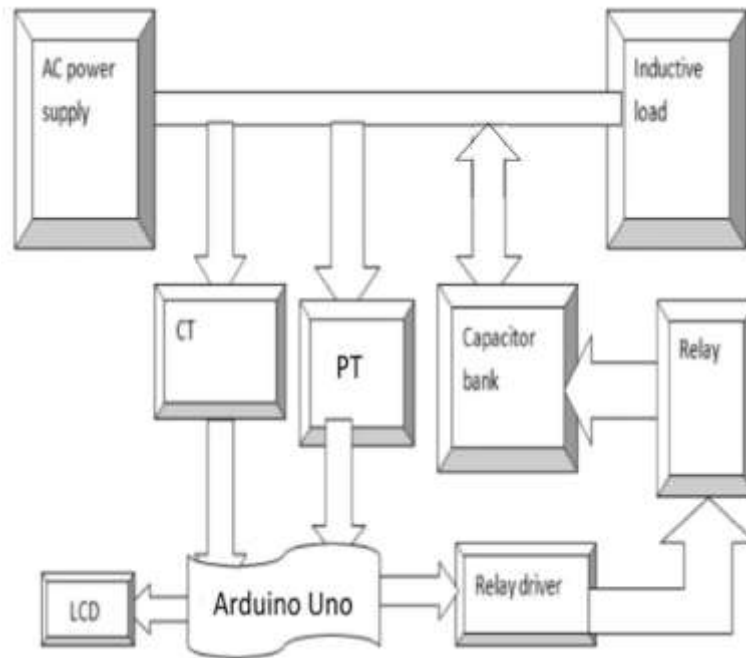 AC power
supply
Inductive
load
CT
PT
Capacitor
bank
Relay
LCD
Arduino Uno
Relay driver